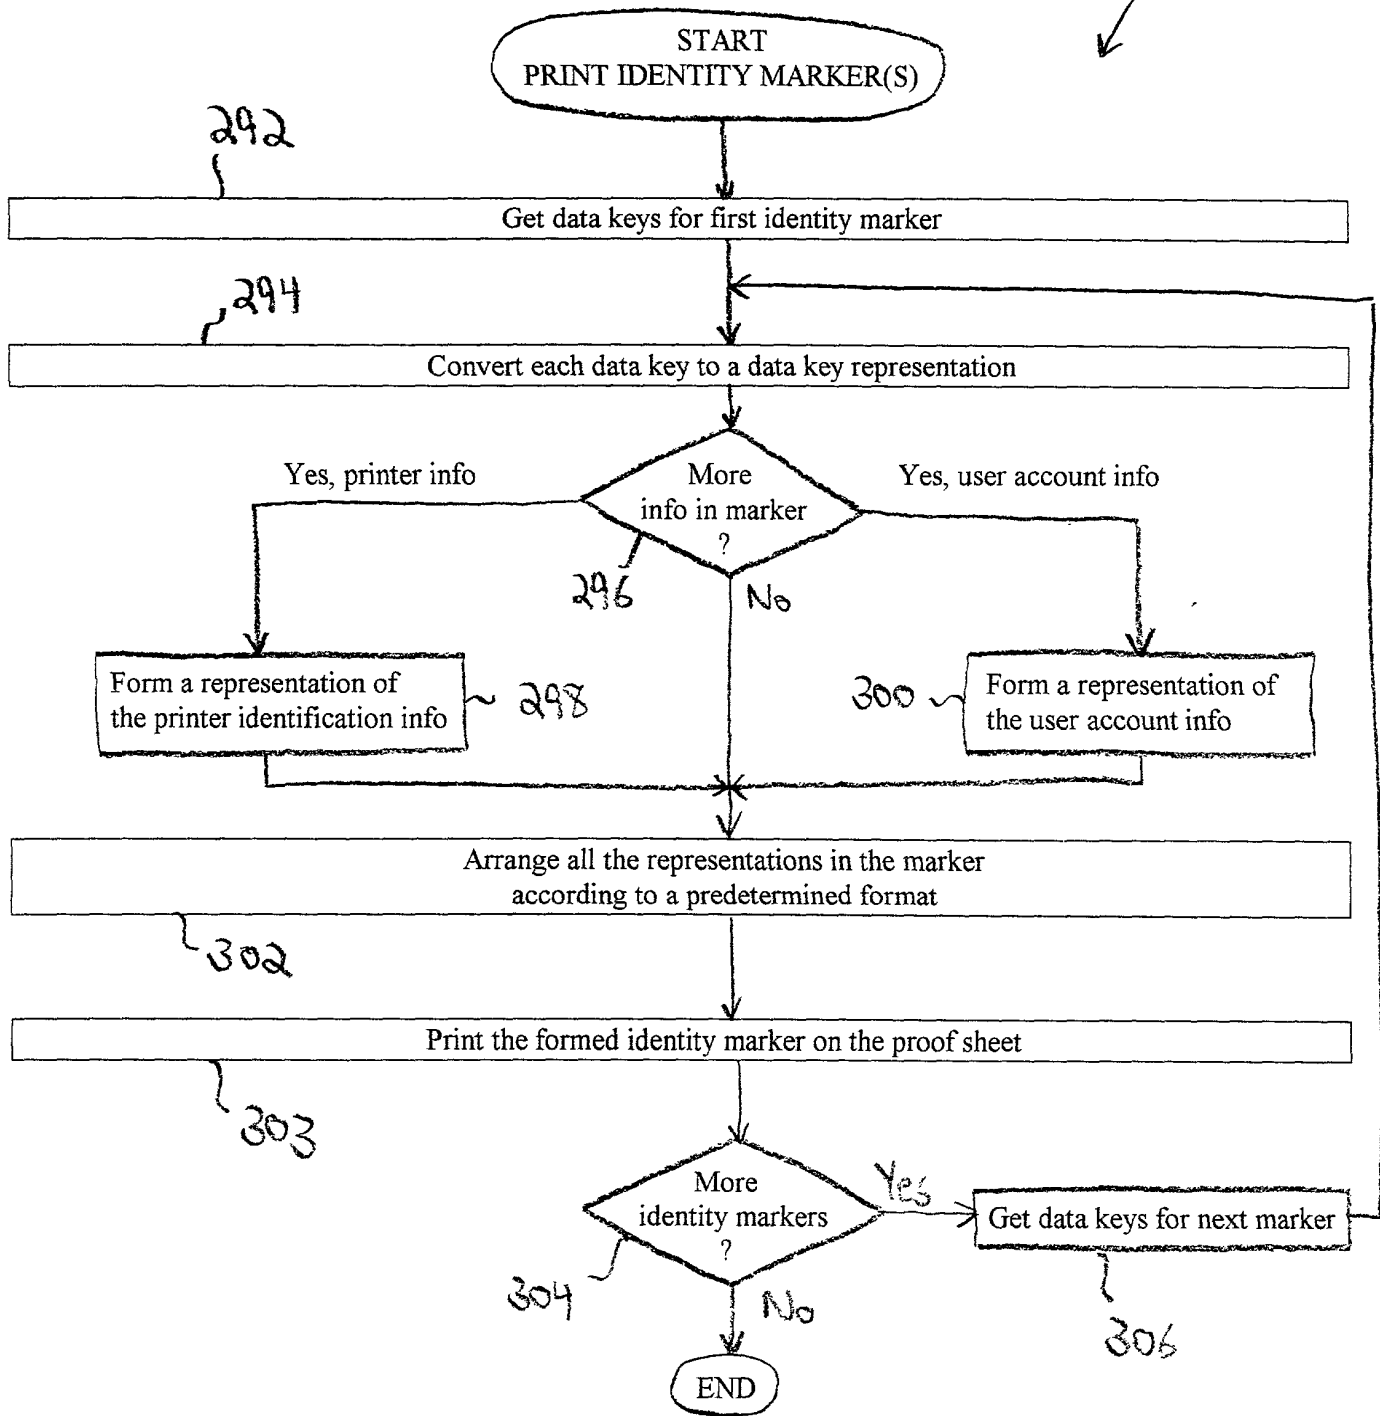 START
PRINT IDENTITY MARKER(S)
292
Get data keys for first identity marker
294
Convert each data key to a data key representation
Yes, printer info
More
info in marker
?
Yes, user account info
296
No
Form a representation of
the printer identification info
298
300
Form a representation of
the user account info
Arrange all the representations in the marker
according to a predetermined format
302
Print the formed identity marker on the proof sheet
303
More
identity markers
?
Yes
Get data keys for next marker
304
No
306
END